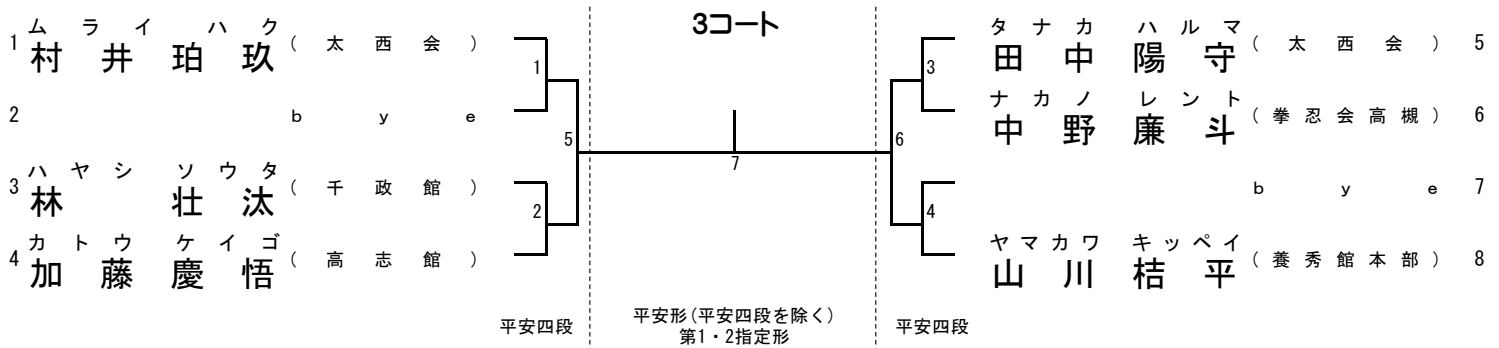 3コート
ムライ ハク
1 村井 珀玖 (太西会)
2 bye
ハヤシ ソウタ
3 林 壮汰 (千政館)
カトウ ケイゴ
4 加藤 慶悟 (高志館)
1
2
5
7
タナカ ハルマ
田中 陽守 (太西会) 5
ナカノ レント
中野 廉斗 (拳忍会高槻) 6
bye 7
ヤマカワ キッペイ
山川 桔平 (養秀館本部) 8
3
4
6
平安四段
平安形(平安四段を除く)
第1・2指定形
平安四段